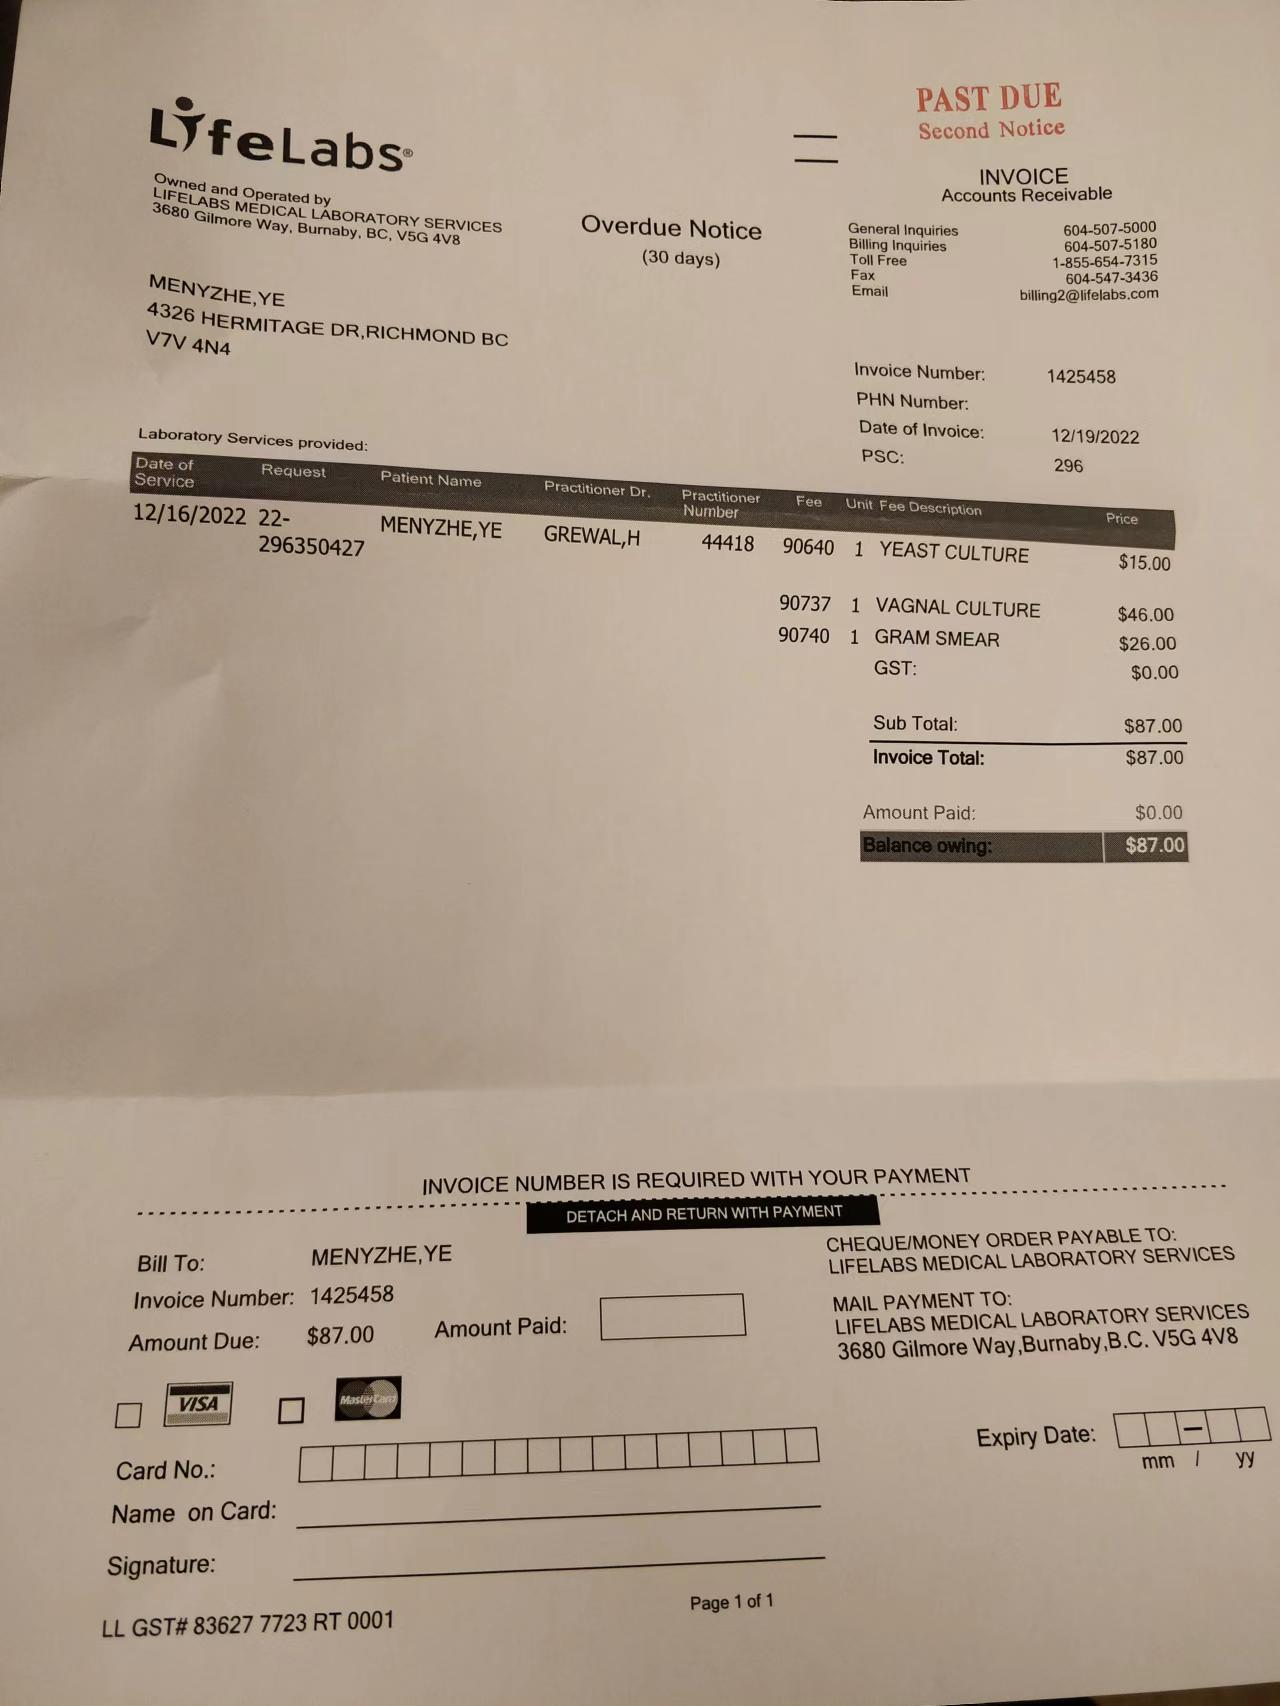 LifeLabs®
Owned and Operated by
LIFELABS MEDICAL LABORATORY SERVICES
3680 Gilmore Way, Burnaby, BC, V5G 4V8
Overdue Notice
(30 days)
PAST DUE
Second Notice
INVOICE
Accounts Receivable
General Inquiries 604-507-5000
Billing Inquiries 604-507-5180
Toll Free 1-855-654-7315
Fax 604-547-3436
Email billing2@lifelabs.com
MENYZHE,YE
4326 HERMITAGE DR,RICHMOND BC
V7V 4N4
Invoice Number: 1425458
PHN Number:
Date of Invoice: 12/19/2022
PSC: 296
Laboratory Services provided:
Date of Service Request Patient Name Practitioner Dr. Practitioner Number Fee Unit Fee Description Price
12/16/2022 22-296350427 MENYZHE,YE GREWAL,H 44418 90640 1 YEAST CULTURE $15.00
90737 1 VAGNAL CULTURE $46.00
90740 1 GRAM SMEAR $26.00
GST: $0.00
Sub Total: $87.00
Invoice Total: $87.00
Amount Paid: $0.00
Balance owing: $87.00
INVOICE NUMBER IS REQUIRED WITH YOUR PAYMENT
DETACH AND RETURN WITH PAYMENT
Bill To: MENYZHE,YE
Invoice Number: 1425458
Amount Due: $87.00
Amount Paid:
CHEQUE/MONEY ORDER PAYABLE TO:
LIFELABS MEDICAL LABORATORY SERVICES
MAIL PAYMENT TO:
LIFELABS MEDICAL LABORATORY SERVICES
3680 Gilmore Way,Burnaby,B.C. V5G 4V8
VISA MasterCard
Card No.:
Expiry Date: –
mm / yy
Name on Card:
Signature:
Page 1 of 1
LL GST# 83627 7723 RT 0001